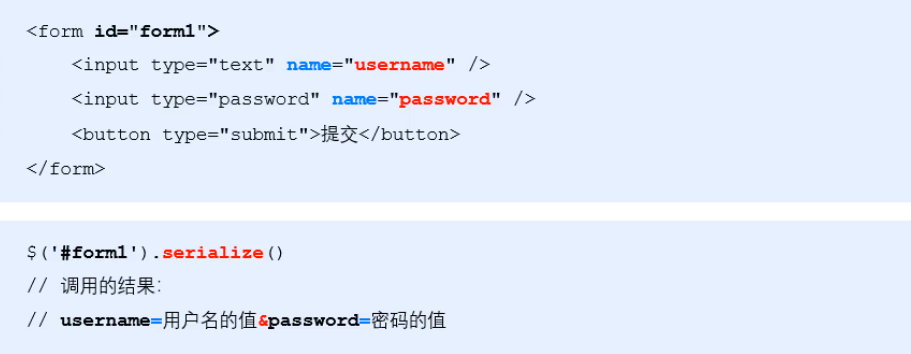 <form id="form1">
<input type="text" name="username" />
<input type="password" name="password" />
<button type="submit">提交</button>
</form>
$('#form1').serialize()
// 调用的结果：
// username=用户名的值&password=密码的值